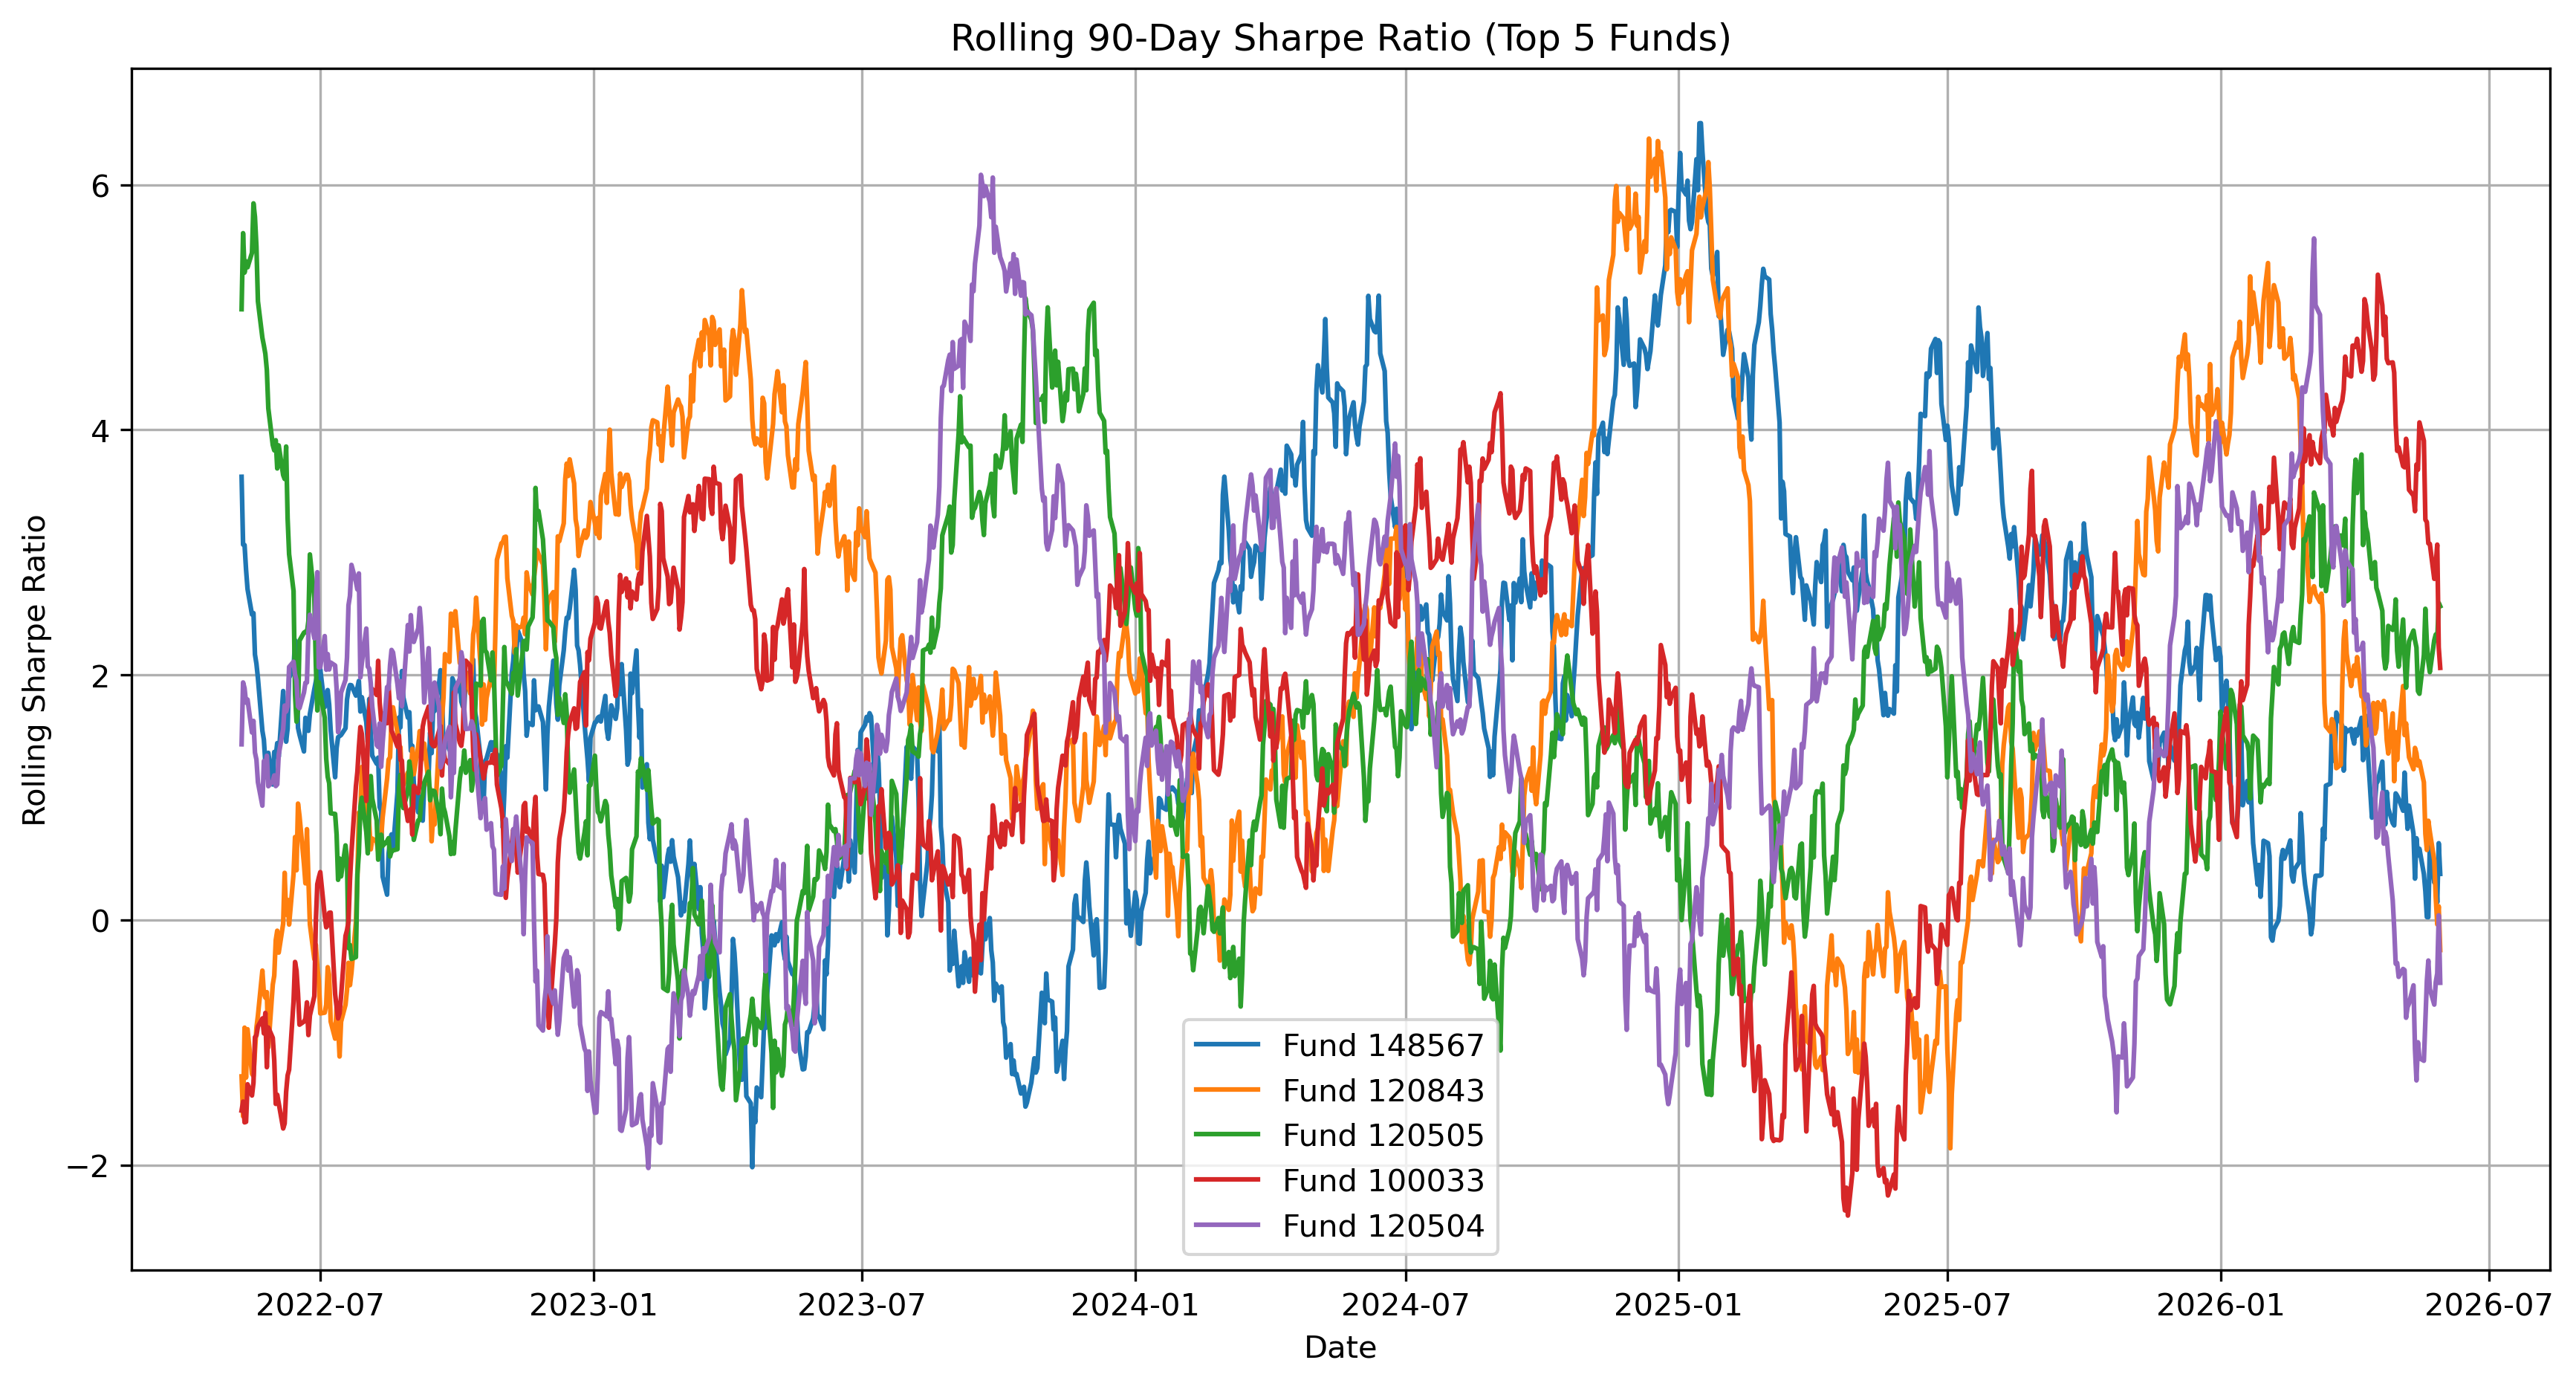 Rolling 90-Day Sharpe Ratio (Top 5 Funds)
Rolling Sharpe Ratio
6
4
2
0
−2
Fund 148567
Fund 120843
Fund 120505
Fund 100033
Fund 120504
2022-07
2023-01
2023-07
2024-01
2024-07
2025-01
2025-07
2026-01
2026-07
Date